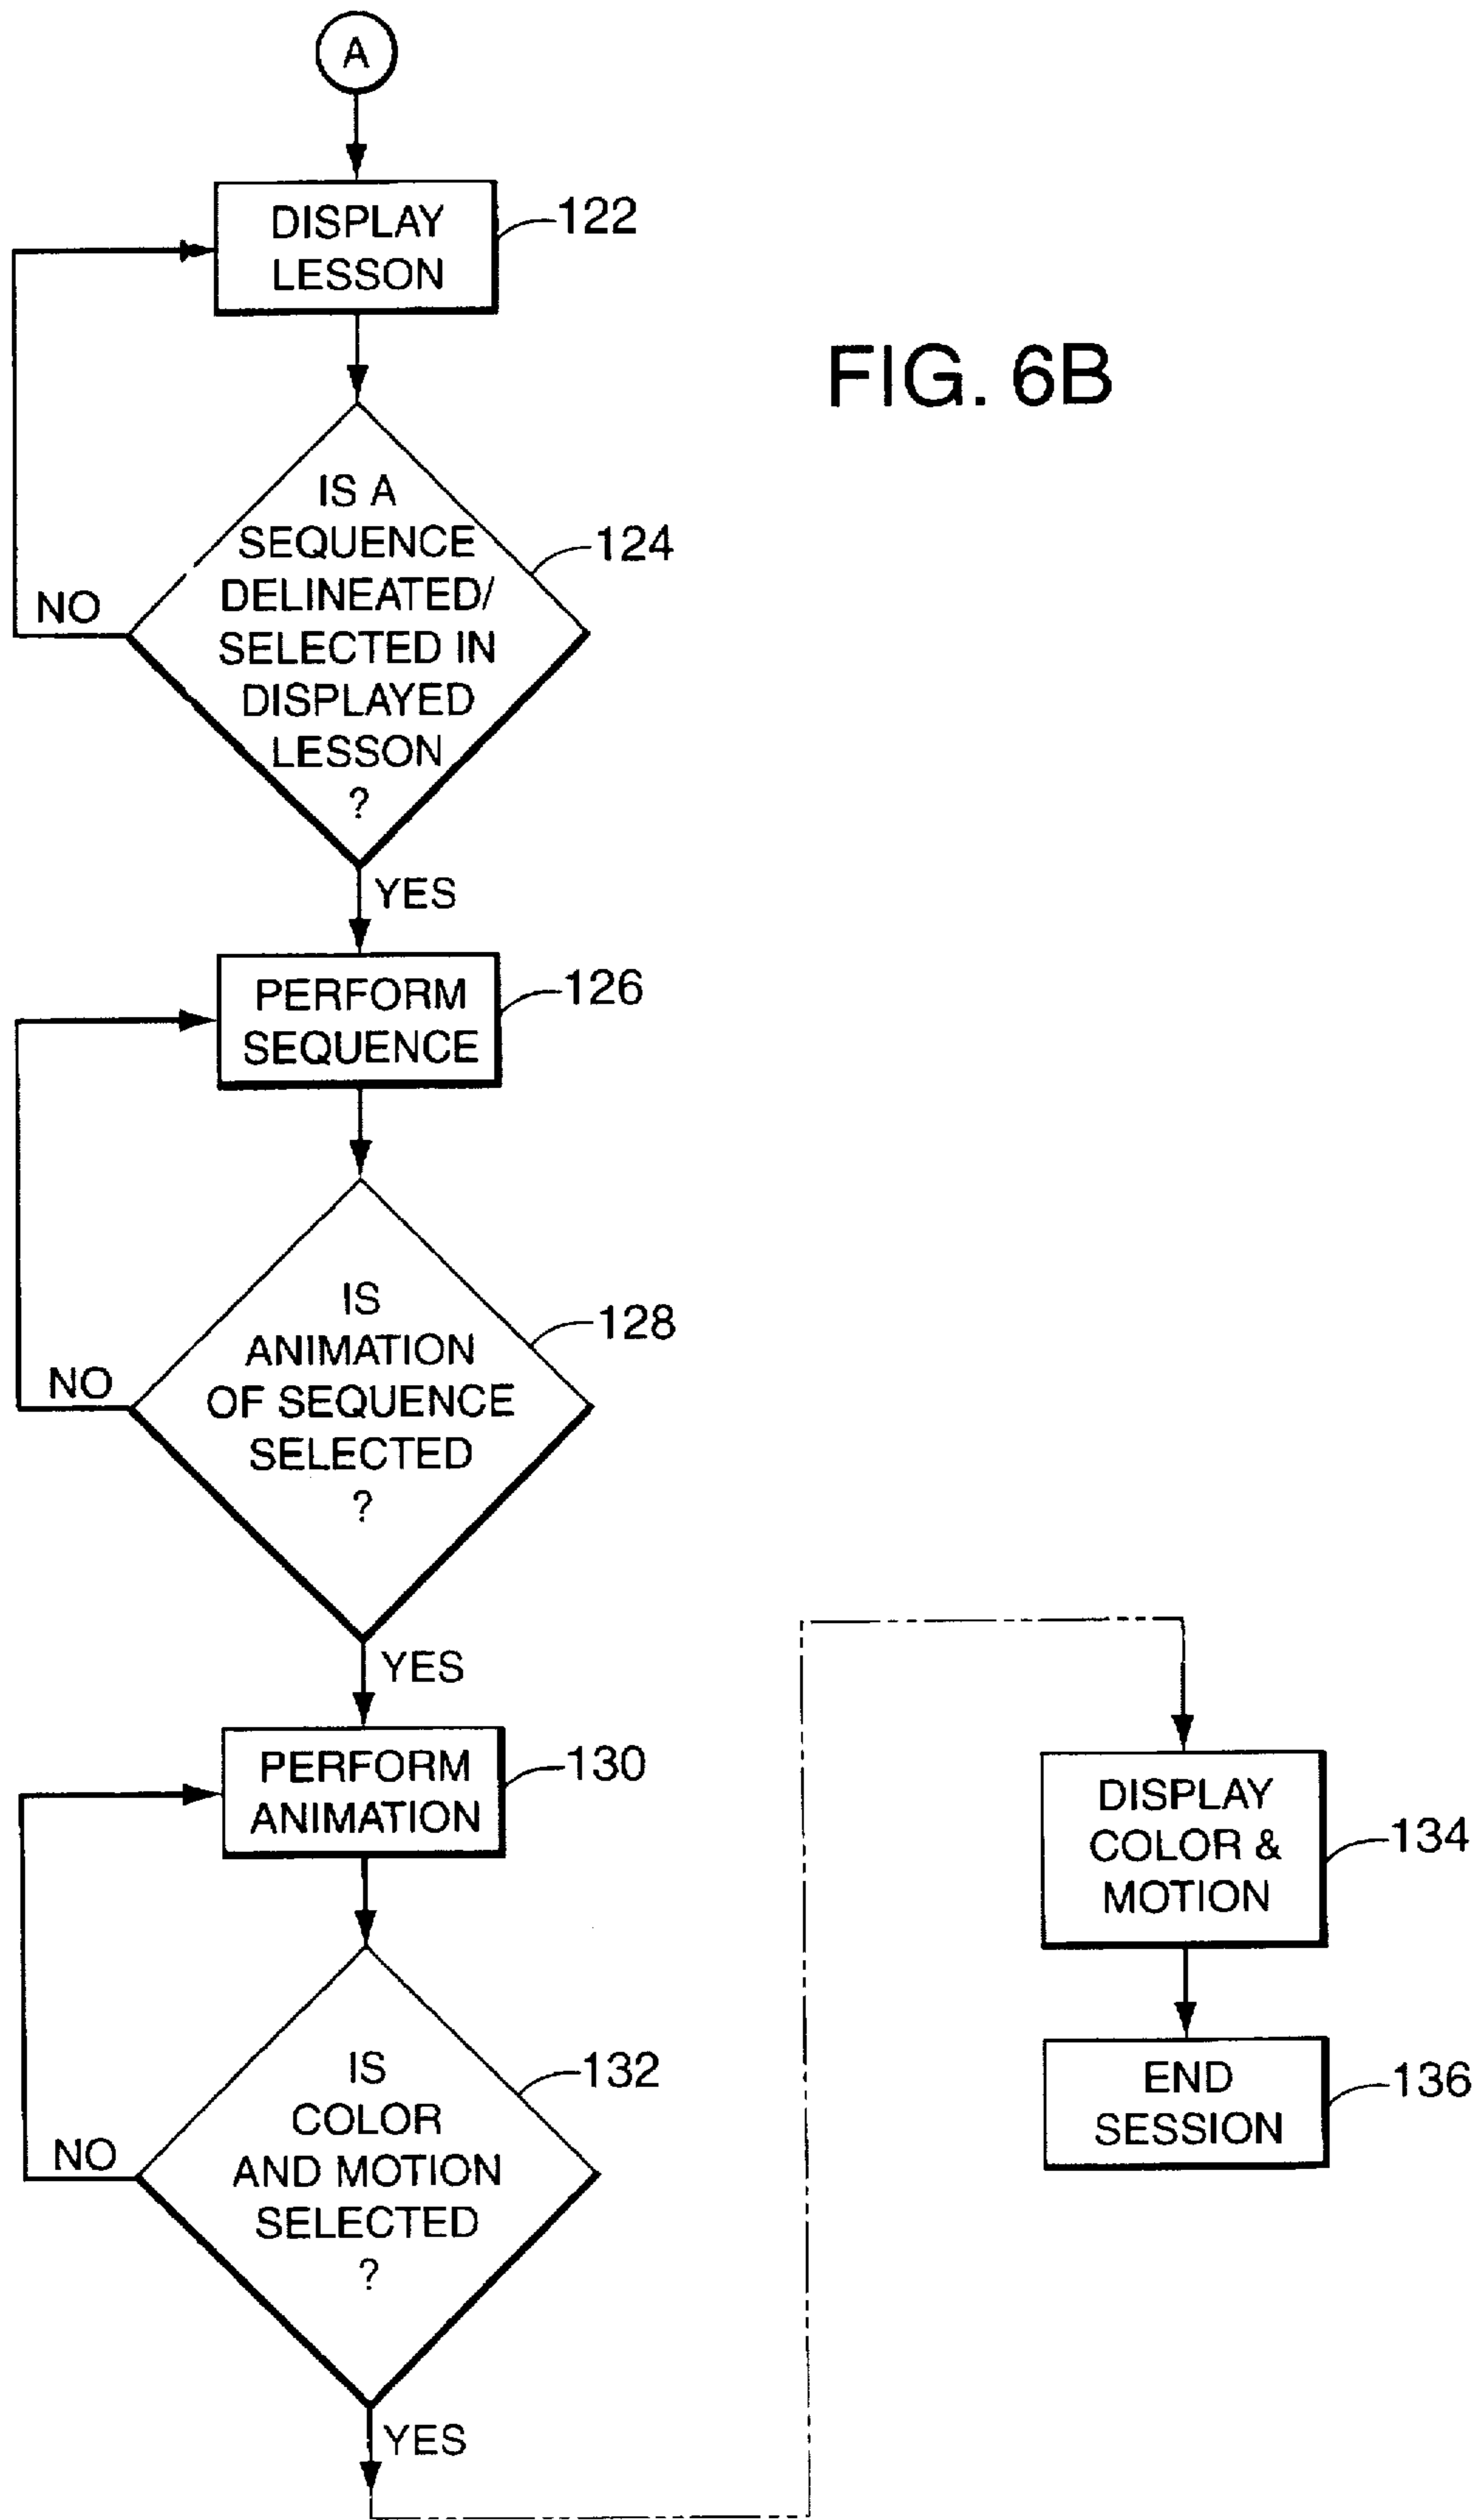 A
DISPLAY
LESSON
122
FIG. 6B
IS A
SEQUENCE
DELINEATED/
SELECTED IN
DISPLAYED
LESSON
?
124
NO
YES
PERFORM
SEQUENCE
126
IS
ANIMATION
OF SEQUENCE
SELECTED
?
128
NO
YES
PERFORM
ANIMATION
130
IS
COLOR
AND MOTION
SELECTED
?
132
NO
YES
DISPLAY
COLOR &
MOTION
134
END
SESSION
136